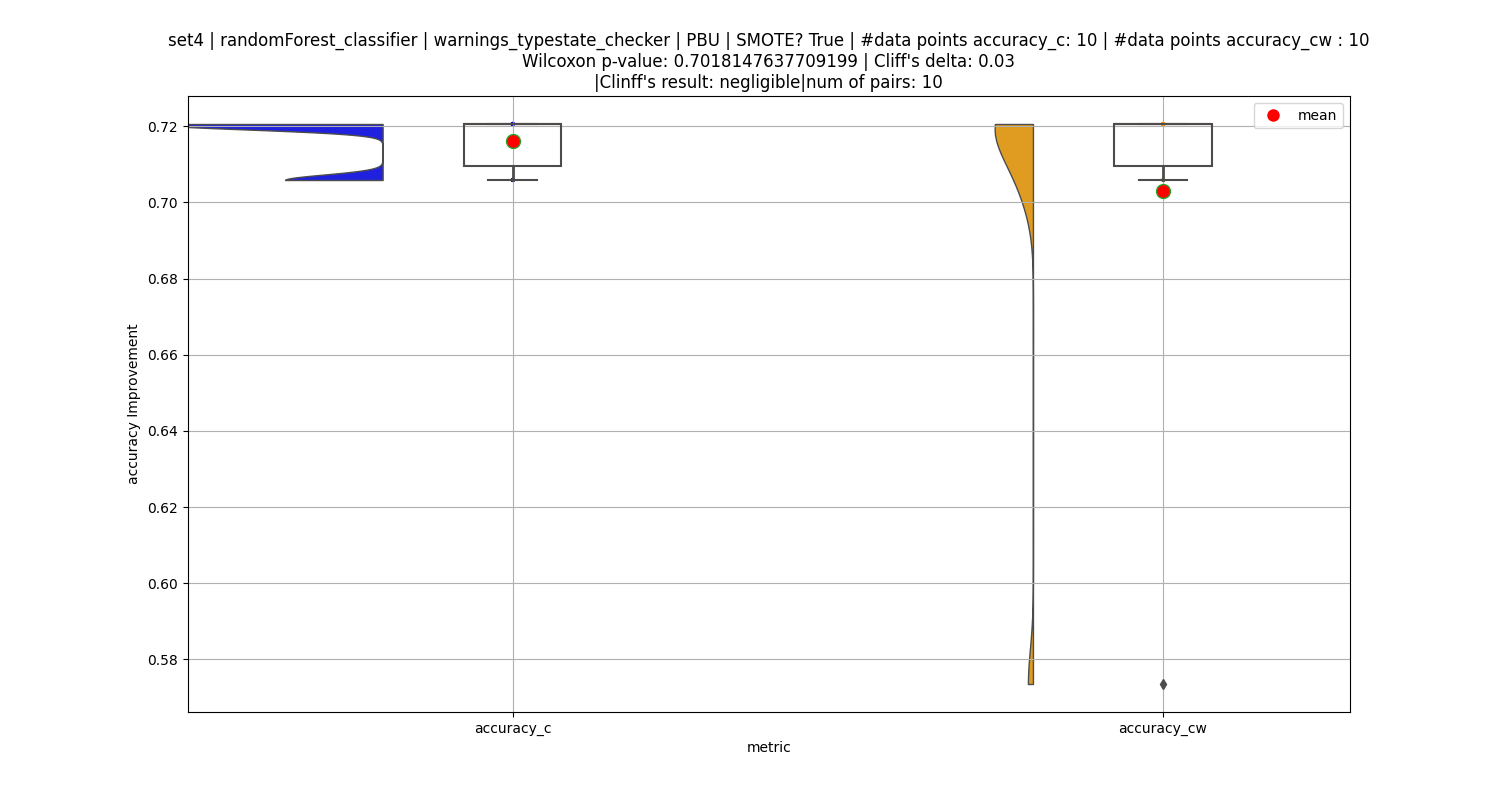 set4 | randomForest_classifier | warnings_typestate_checker | PBU | SMOTE? True | #data points accuracy_c: 10 | #data points accuracy_cw : 10
Wilcoxon p-value: 0.7018147637709199 | Cliff's delta: 0.03
|Clinff's result: negligible|num of pairs: 10
mean
0.72
0.70
0.68
0.66
0.64
0.62
0.60
0.58
accuracy Improvement
accuracy_c
accuracy_cw
metric